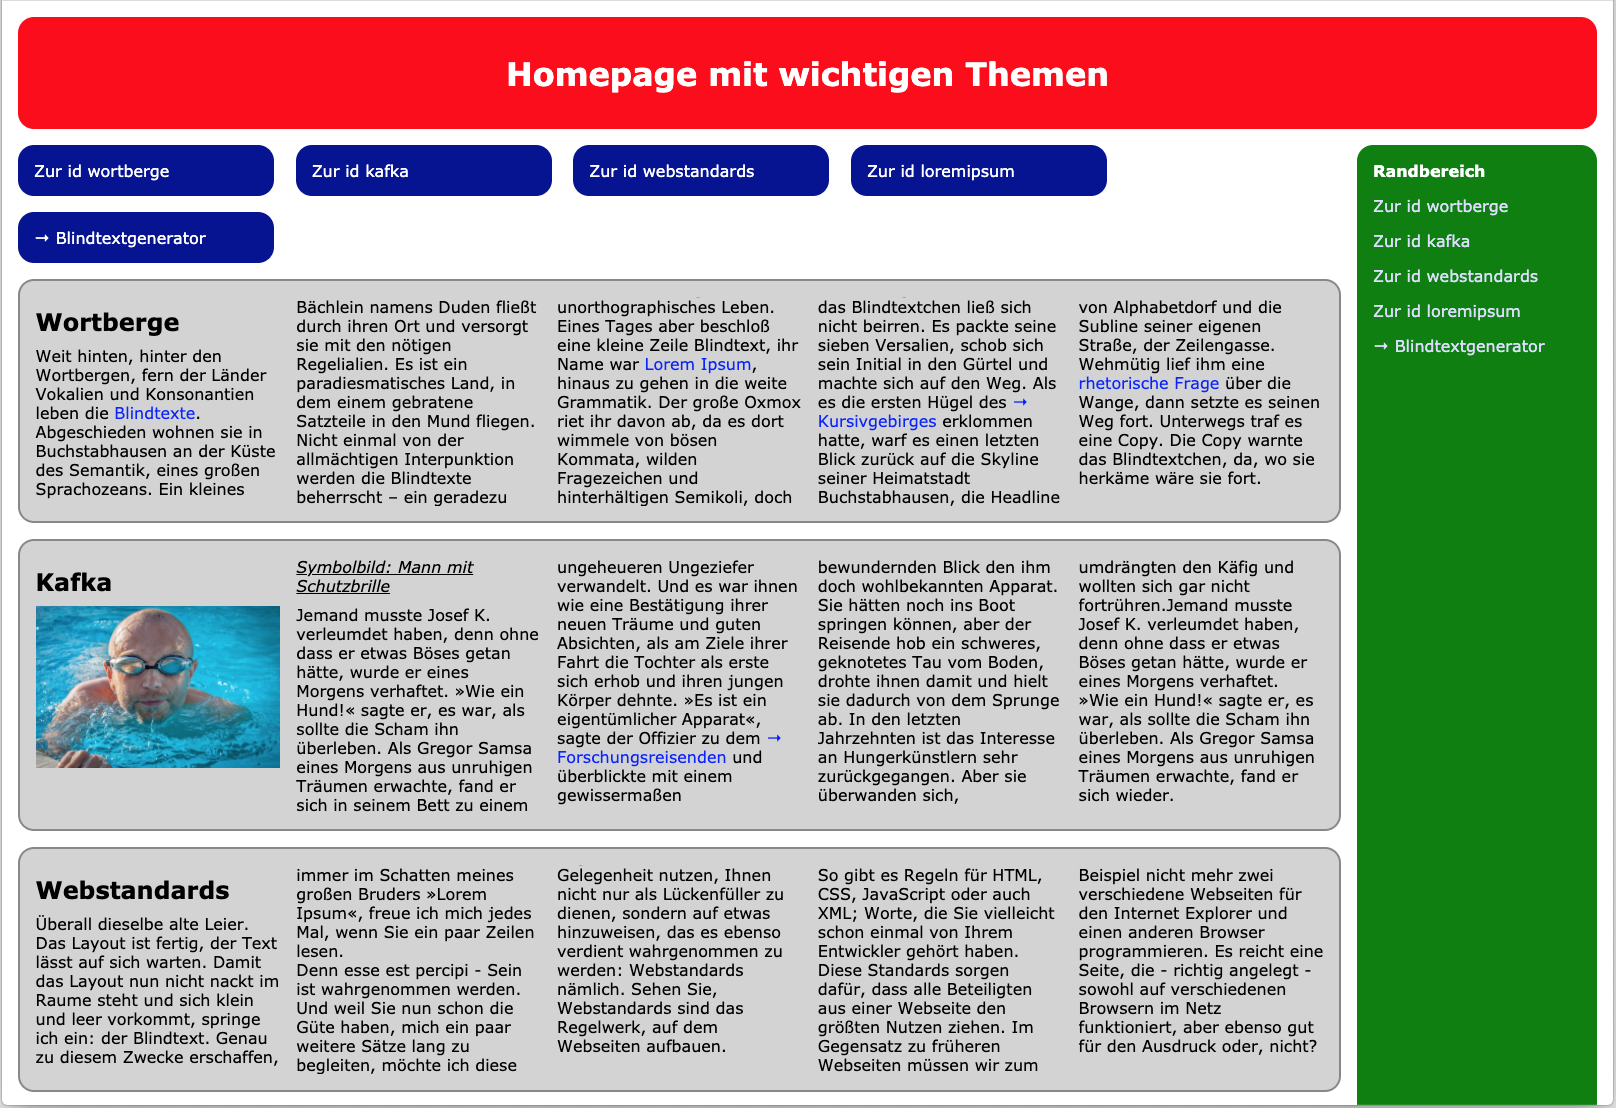 Homepage mit wichtigen Themen
Zur id wortberge
Zur id kafka
Zur id webstandards
Zur id loremipsum
→ Blindtextgenerator
Wortberge
Weit hinten, hinter den
Wortbergen, fern der Länder
Vokalien und Konsonantien
leben die Blindtexte.
Abgeschieden wohnen sie in
Buchstabhausen an der Küste
des Semantik, eines großen
Sprachozeans. Ein kleines
Bächlein namens Duden fließt
durch ihren Ort und versorgt
sie mit den nötigen
Regelialien. Es ist ein
paradiesmatisches Land, in
dem einem gebratene
Satzteile in den Mund fliegen.
Nicht einmal von der
allmächtigen Interpunktion
werden die Blindtexte
beherrscht – ein geradezu
unorthographisches Leben.
Eines Tages aber beschloß
eine kleine Zeile Blindtext, ihr
Name war Lorem Ipsum,
hinaus zu gehen in die weite
Grammatik. Der große Oxmox
riet ihr davon ab, da es dort
wimmele von bösen
Kommata, wilden
Fragezeichen und
hinterhältigen Semikoli, doch
das Blindtextchen ließ sich
nicht beirren. Es packte seine
sieben Versalien, schob sich
sein Initial in den Gürtel und
machte sich auf den Weg. Als
es die ersten Hügel des →
Kursivgebirges erklommen
hatte, warf es einen letzten
Blick zurück auf die Skyline
seiner Heimatstadt
Buchstabhausen, die Headline
von Alphabetdorf und die
Subline seiner eigenen
Straße, der Zeilengasse.
Wehmütig lief ihm eine
rhetorische Frage über die
Wange, dann setzte es seinen
Weg fort. Unterwegs traf es
eine Copy. Die Copy warnte
das Blindtextchen, da, wo sie
herkäme wäre sie fort.
Kafka
Symbolbild: Mann mit
Schutzbrille
Jemand musste Josef K.
verleumdet haben, denn ohne
dass er etwas Böses getan
hätte, wurde er eines
Morgens verhaftet. »Wie ein
Hund!« sagte er, es war, als
sollte die Scham ihn
überleben. Als Gregor Samsa
eines Morgens aus unruhigen
Träumen erwachte, fand er
sich in seinem Bett zu einem
ungeheueren Ungeziefer
verwandelt. Und es war ihnen
wie eine Bestätigung ihrer
neuen Träume und guten
Absichten, als am Ziele ihrer
Fahrt die Tochter als erste
sich erhob und ihren jungen
Körper dehnte. »Es ist ein
eigentümlicher Apparat«,
sagte der Offizier zu dem →
Forschungsreisenden und
überblickte mit einem
gewissermaßen
bewundernden Blick den ihm
doch wohlbekannten Apparat.
Sie hätten noch ins Boot
springen können, aber der
Reisende hob ein schweres,
geknotetes Tau vom Boden,
drohte ihnen damit und hielt
sie dadurch von dem Sprunge
ab. In den letzten
Jahrzehnten ist das Interesse
an Hungerkünstlern sehr
zurückgegangen. Aber sie
überwanden sich,
umdrängten den Käfig und
wollten sich gar nicht
fortrühren.Jemand musste
Josef K. verleumdet haben,
denn ohne dass er etwas
Böses getan hätte, wurde er
eines Morgens verhaftet.
»Wie ein Hund!« sagte er, es
war, als sollte die Scham ihn
überleben. Als Gregor Samsa
eines Morgens aus unruhigen
Träumen erwachte, fand er
sich wieder.
Webstandards
Überall dieselbe alte Leier.
Das Layout ist fertig, der Text
lässt auf sich warten. Damit
das Layout nun nicht nackt im
Raume steht und sich klein
und leer vorkommt, springe
ich ein: der Blindtext. Genau
zu diesem Zwecke erschaffen,
immer im Schatten meines
großen Bruders »Lorem
Ipsum«, freue ich mich jedes
Mal, wenn Sie ein paar Zeilen
lesen.
Denn esse est percipi - Sein
ist wahrgenommen werden.
Und weil Sie nun schon die
Güte haben, mich ein paar
weitere Sätze lang zu
begleiten, möchte ich diese
Gelegenheit nutzen, Ihnen
nicht nur als Lückenfüller zu
dienen, sondern auf etwas
hinzuweisen, das es ebenso
verdient wahrgenommen zu
werden: Webstandards
nämlich. Sehen Sie,
Webstandards sind das
Regelwerk, auf dem
Webseiten aufbauen.
So gibt es Regeln für HTML,
CSS, JavaScript oder auch
XML; Worte, die Sie vielleicht
schon einmal von Ihrem
Entwickler gehört haben.
Diese Standards sorgen
dafür, dass alle Beteiligten
aus einer Webseite den
größten Nutzen ziehen. Im
Gegensatz zu früheren
Webseiten müssen wir zum
Beispiel nicht mehr zwei
verschiedene Webseiten für
den Internet Explorer und
einen anderen Browser
programmieren. Es reicht eine
Seite, die - richtig angelegt -
sowohl auf verschiedenen
Browsern im Netz
funktioniert, aber ebenso gut
für den Ausdruck oder, nicht?
Randbereich
Zur id wortberge
Zur id kafka
Zur id webstandards
Zur id loremipsum
→ Blindtextgenerator